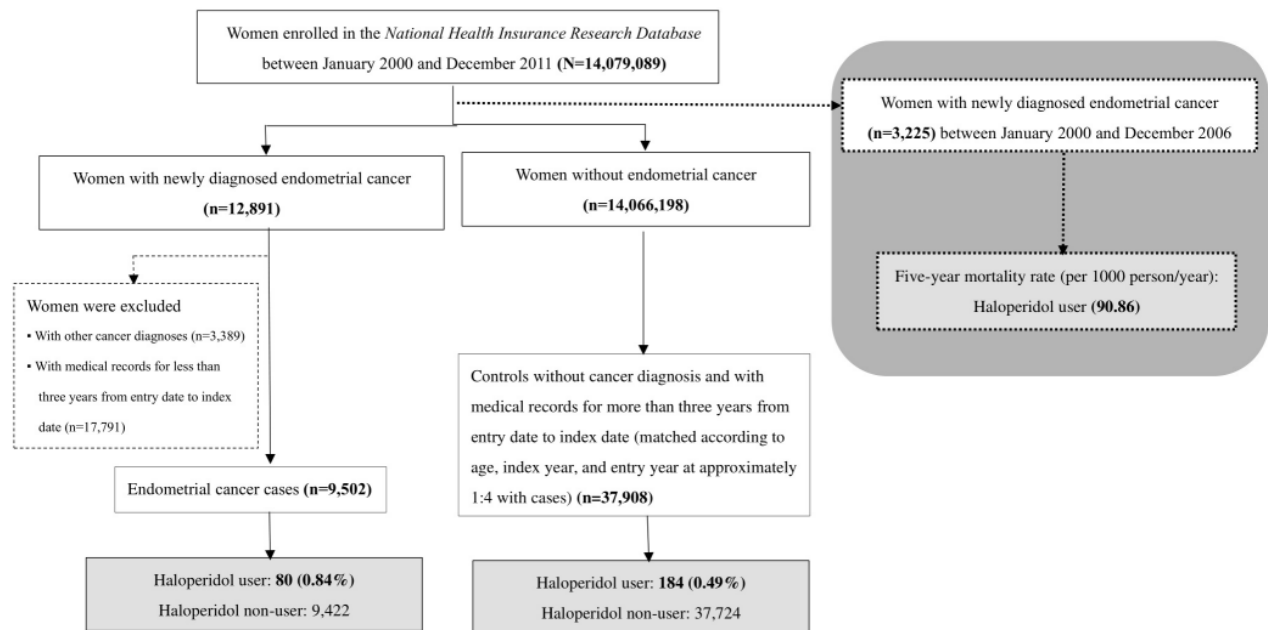 Women enrolled in the National Health Insurance Research Database
between January 2000 and December 2011 (N=14,079,089)
Women with newly diagnosed endometrial cancer
(n=3,225) between January 2000 and December 2006
Women with newly diagnosed endometrial cancer
(n=12,891)
Women without endometrial cancer
(n=14,066,198)
Five-year mortality rate (per 1000 person/year):
Haloperidol user (90.86)
Women were excluded
▪ With other cancer diagnoses (n=3,389)
▪ With medical records for less than
three years from entry date to index
date (n=17,791)
Controls without cancer diagnosis and with
medical records for more than three years from
entry date to index date (matched according to
age, index year, and entry year at approximately
1:4 with cases) (n=37,908)
Endometrial cancer cases (n=9,502)
Haloperidol user: 80 (0.84%)
Haloperidol non-user: 9,422
Haloperidol user: 184 (0.49%)
Haloperidol non-user: 37,724